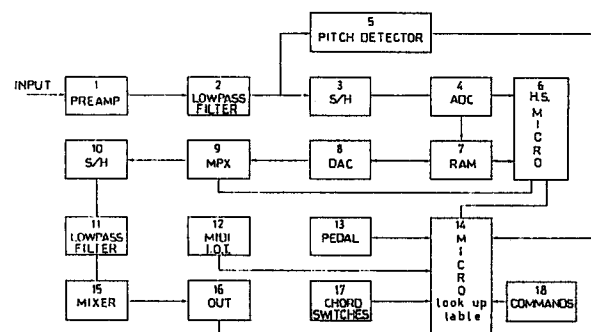 5
PITCH DETECTOR
INPUT
1
PREAMP
2
LOWPASS
FILTER
3
S/H
4
ADC
6
H.S.
MICRO
10
S/H
9
MPX
8
DAC
7
RAM
11
LOWPASS
FILTER
12
MIDI
I.O.T.
13
PEDAL
14
MICRO
look up
table
15
MIXER
16
OUT
17
CHORD
SWITCHES
18
COMMANDS